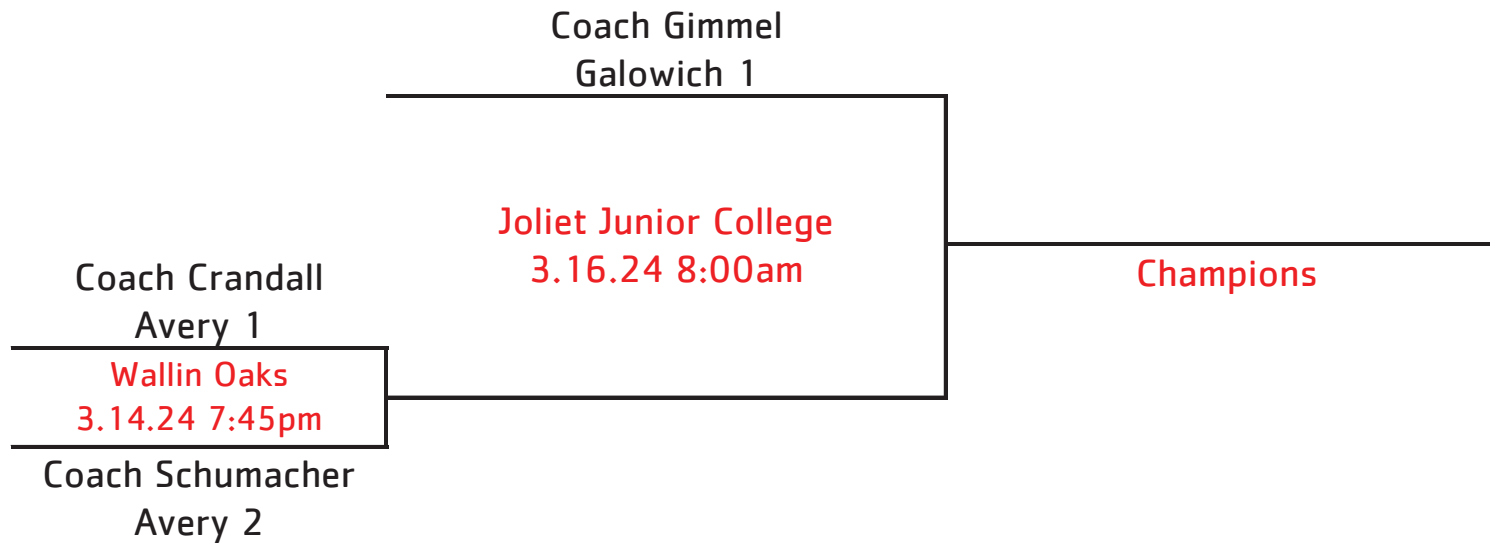 Coach Gimmel
Galowich 1
Joliet Junior College
3.16.24 8:00am
Champions
Coach Crandall
Avery 1
Wallin Oaks
3.14.24 7:45pm
Coach Schumacher
Avery 2